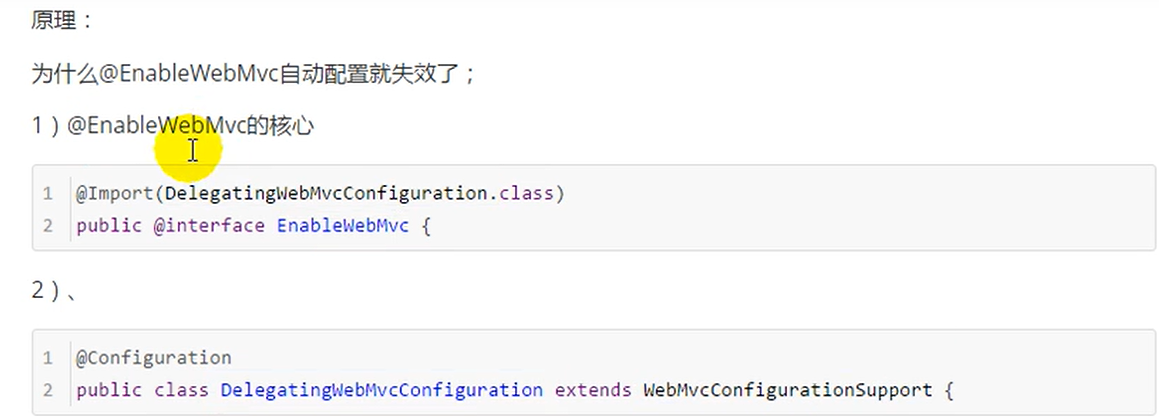 原理：
为什么@EnableWebMvc自动配置就失效了；
1）@EnableWebMvc的核心
1 @Import(DelegatingWebMvcConfiguration.class)
2 public @interface EnableWebMvc {
2）、
1 @Configuration
2 public class DelegatingWebMvcConfiguration extends WebMvcConfigurationSupport {